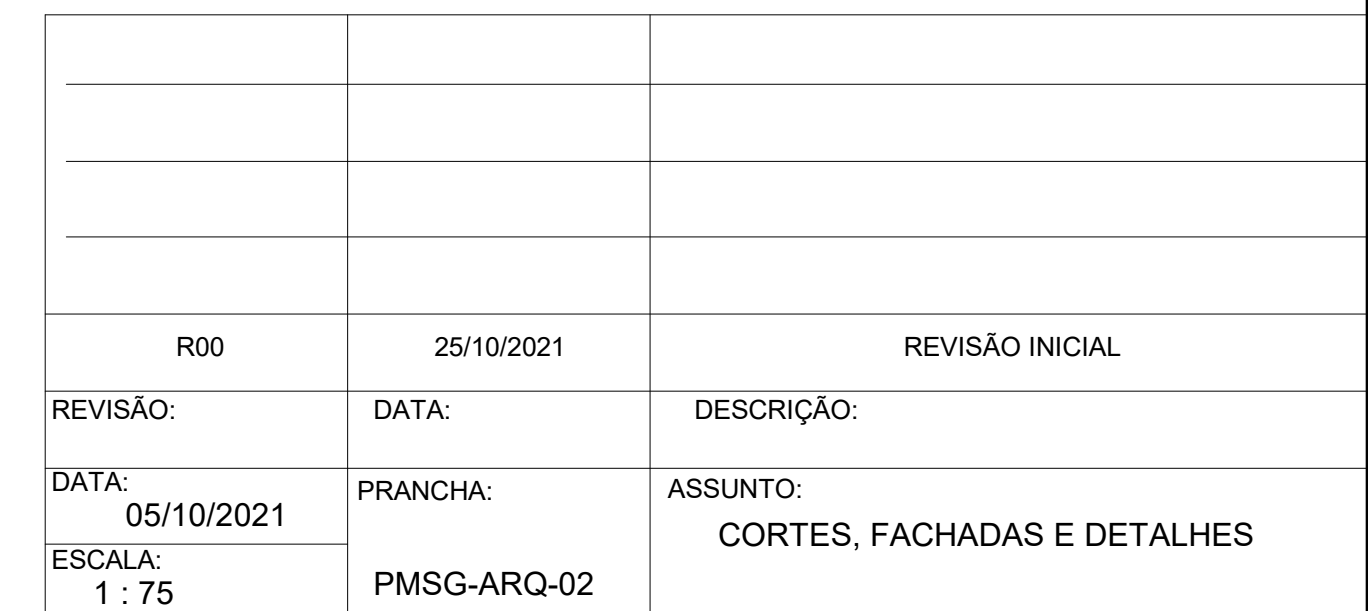 R00 25/10/2021 REVISÃO INICIAL
REVISÃO: DATA: DESCRIÇÃO:
DATA:
05/10/2021
ESCALA:
1 : 75
PRANCHA:
PMSG-ARQ-02
ASSUNTO:
CORTES, FACHADAS E DETALHES